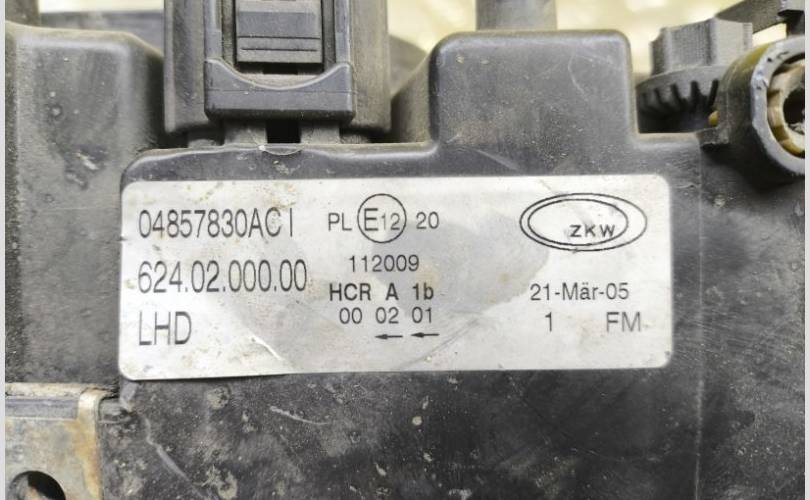 04857830AC I
624.02.000.00
LHD
PL E12 20
112009
HCR A 1b
00 02 01
← ←
ZKW
21-Mär-05
1 FM